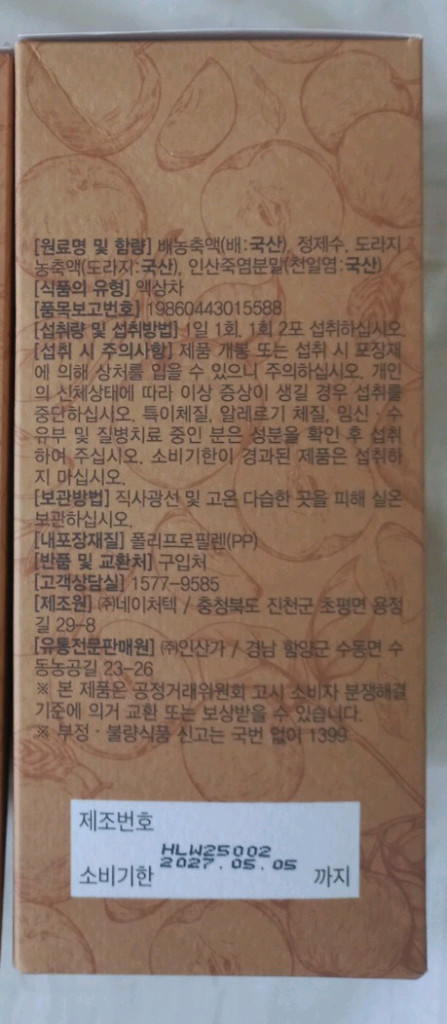 [원료명 및 함량] 배농축액(배:국산), 정제수, 도라지
농축액(도라지:국산), 인산죽염분말(천일염:국산)
[식품의 유형] 액상차
[품목보고번호] 19860443015588
[섭취량 및 섭취방법] 1일 1회, 1회 2포 섭취하십시오.
[섭취 시 주의사항] 제품 개봉 또는 섭취 시 포장재
에 의해 상처를 입을 수 있으니 주의하십시오. 개인
의 신체상태에 따라 이상 증상이 생길 경우 섭취를
중단하십시오. 특이체질, 알레르기 체질, 임신·수
유부 및 질병치료 중인 분은 성분을 확인 후 섭취
하여 주십시오. 소비기한이 경과된 제품은 섭취하
지 마십시오.
[보관방법] 직사광선 및 고온 다습한 곳을 피해 실온
보관하십시오.
[내포장재질] 폴리프로필렌(PP)
[반품 및 교환처] 구입처
[고객상담실] 1577-9585
[제조원] ㈜네이처텍 / 충청북도 진천군 초평면 용정
길 29-8
[유통전문판매원] ㈜인산가 / 경남 함양군 수동면 수
동농공길 23-26
※ 본 제품은 공정거래위원회 고시 소비자 분쟁해결
기준에 의거 교환 또는 보상받을 수 있습니다.
※ 부정·불량식품 신고는 국번 없이 1399
제조번호
HLW25002
소비기한 2027.05.05 까지